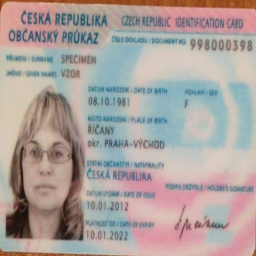 ČESKÁ REPUBLIKA CZECH REPUBLIC IDENTIFICATION CARD
OBČANSKÝ PRŮKAZ ČÍSLO DOKLADU / DOCUMENT NO. 998000398
PŘÍJMENÍ / SURNAME SPECIMEN
JMÉNO / GIVEN NAMES VZOR
DATUM NAROZENÍ / DATE OF BIRTH POHLAVÍ / SEX
08.10.1981 F
MÍSTO NAROZENÍ / PLACE OF BIRTH
ŘÍČANY
okr. PRAHA-VÝCHOD
STÁTNÍ OBČANSTVÍ / NATIONALITY
ČESKÁ REPUBLIKA
PODPIS DRŽITELE / HOLDER'S SIGNATURE
DATUM VYDÁNÍ / DATE OF ISSUE
10.01.2012
PLATNOST DO / DATE OF EXPIRY
10.01.2022
Specimen